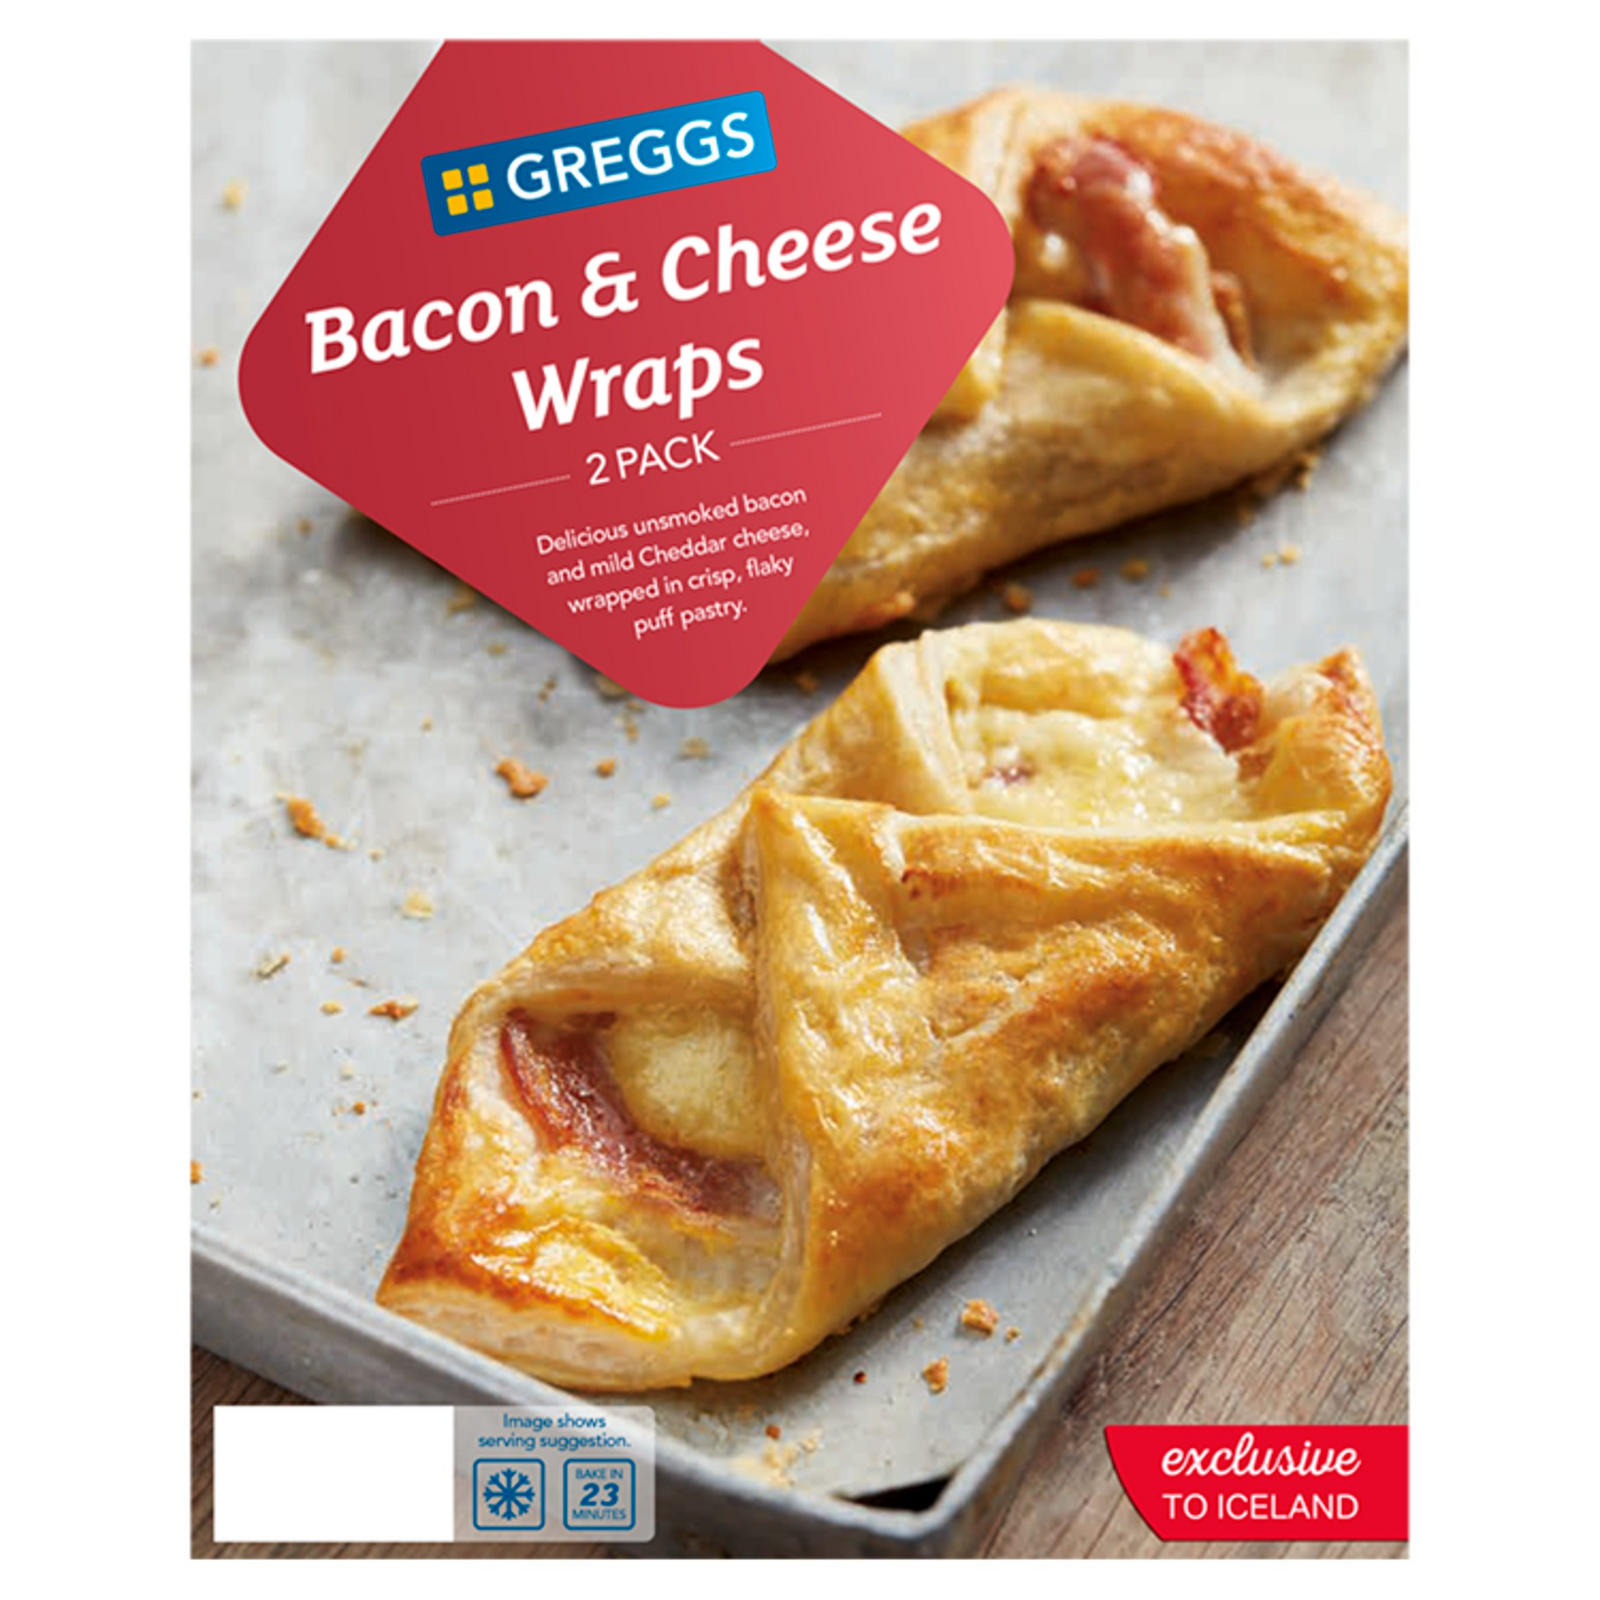 GREGGS
Bacon & Cheese
Wraps
2 PACK
Delicious unsmoked bacon
and mild Cheddar cheese,
wrapped in crisp, flaky
puff pastry.
Image shows
serving suggestion.
BAKE IN
23
MINUTES
exclusive
TO ICELAND